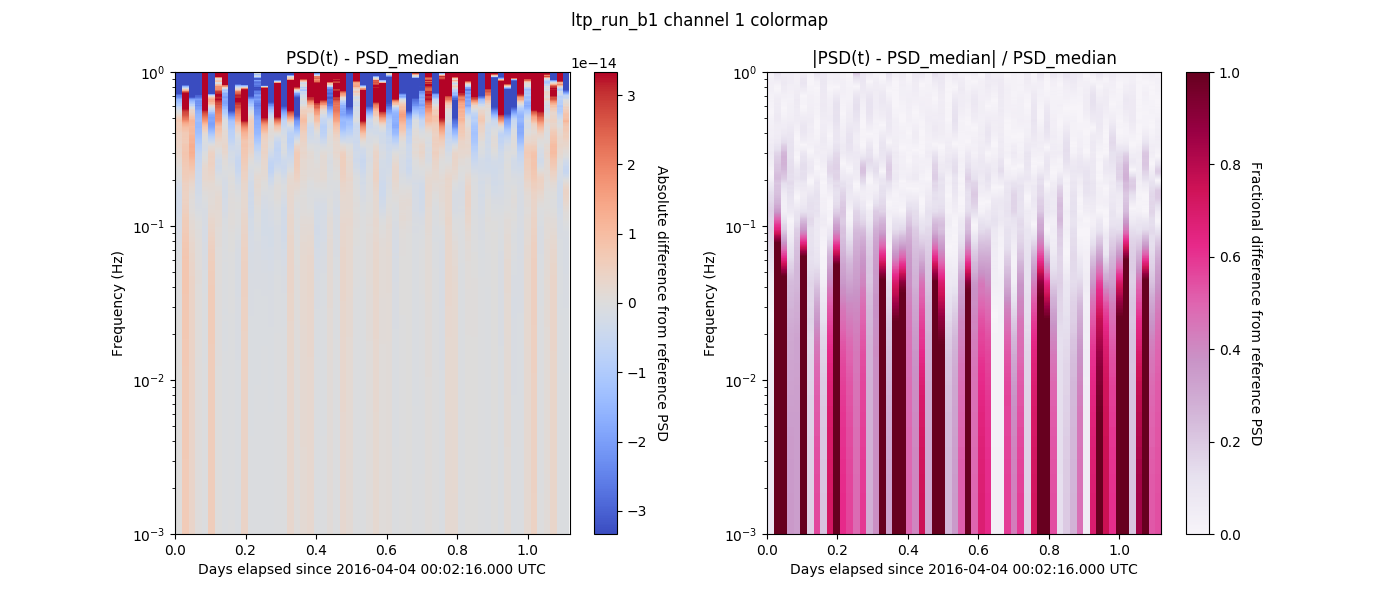 ltp_run_b1 channel 1 colormap
PSD(t) - PSD_median
1e−14
10⁰
10⁻¹
10⁻²
10⁻³
Frequency (Hz)
0.0 0.2 0.4 0.6 0.8 1.0
Days elapsed since 2016-04-04 00:02:16.000 UTC
3
2
1
0
−1
−2
−3
Absolute difference from reference PSD
|PSD(t) - PSD_median| / PSD_median
10⁰
10⁻¹
10⁻²
10⁻³
Frequency (Hz)
0.0 0.2 0.4 0.6 0.8 1.0
Days elapsed since 2016-04-04 00:02:16.000 UTC
1.0
0.8
0.6
0.4
0.2
0.0
Fractional difference from reference PSD